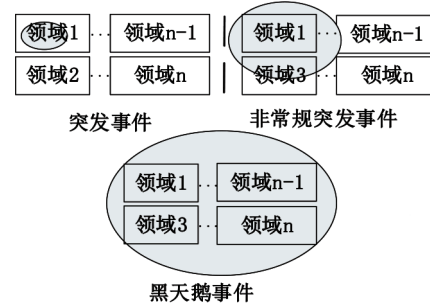 领域1 ··· 领域n-1 领域1 ··· 领域n-1
领域2 ··· 领域n 领域3 ··· 领域n
突发事件 非常规突发事件
领域1 ··· 领域n-1
领域3 ··· 领域n
黑天鹅事件